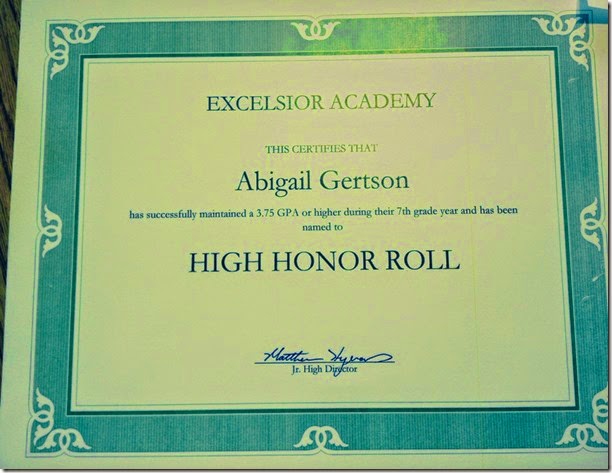 EXCELSIOR ACADEMY
THIS CERTIFIES THAT
Abigail Gertson
has successfully maintained a 3.75 GPA or higher during their 7th grade year and has been
named to
HIGH HONOR ROLL
Matthew
Jr. High Director